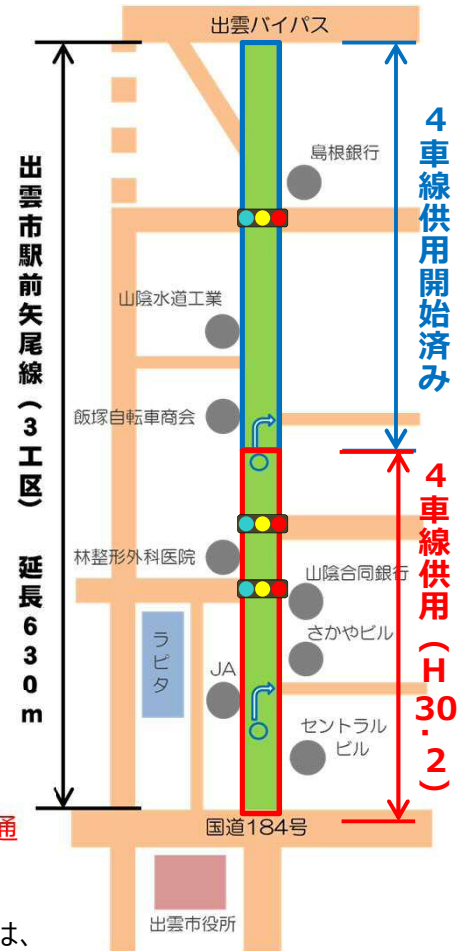 出雲バイパス
島根銀行
4車線供用開始済み
山陰水道工業
出雲市駅前矢尾線（3工区）　延長630m
飯塚自転車商会
林整形外科医院
山陰合同銀行
4車線供用（H30.2）
さかやビル
ラピタ
JA
セントラル
ビル
国道184号
通
出雲市役所
は、